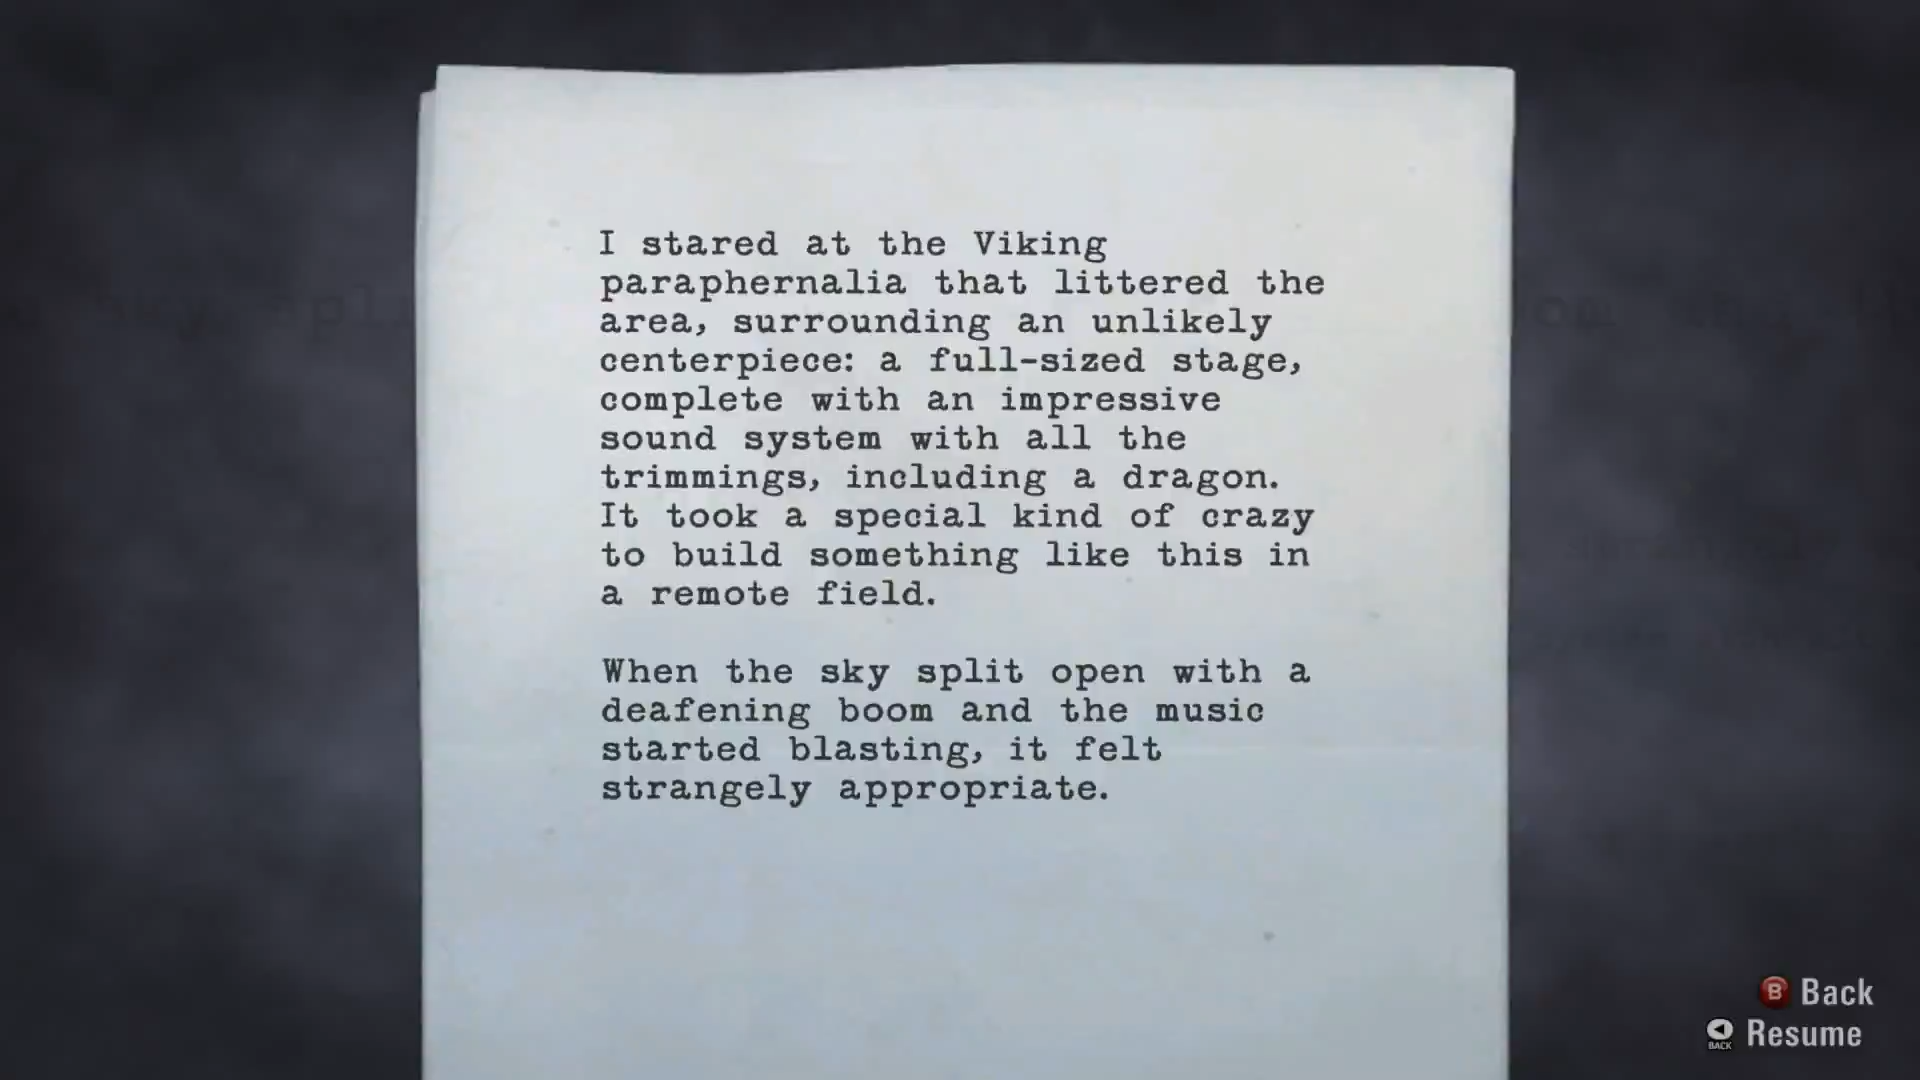 I stared at the Viking
paraphernalia that littered the
area, surrounding an unlikely
centerpiece: a full-sized stage,
complete with an impressive
sound system with all the
trimmings, including a dragon.
It took a special kind of crazy
to build something like this in
a remote field.
When the sky split open with a
deafening boom and the music
started blasting, it felt
strangely appropriate.
B Back
BACK Resume